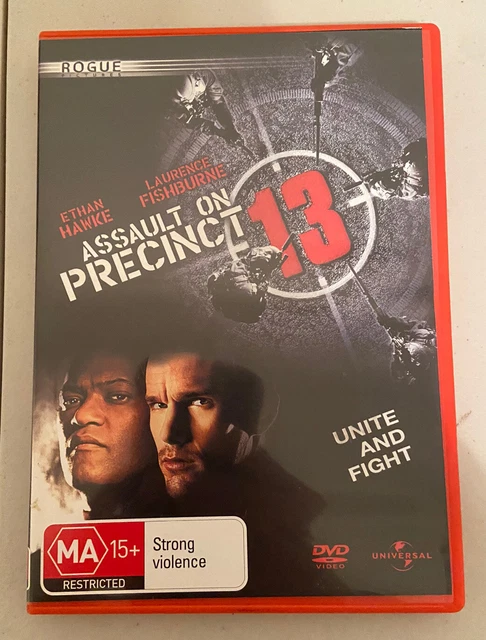 ROGUE
PICTURES
ETHAN
HAWKE
LAURENCE
FISHBURNE
ASSAULT ON
PRECINCT 13
UNITE
AND
FIGHT
MA 15+
RESTRICTED
Strong
violence
DVD
VIDEO
UNIVERSAL